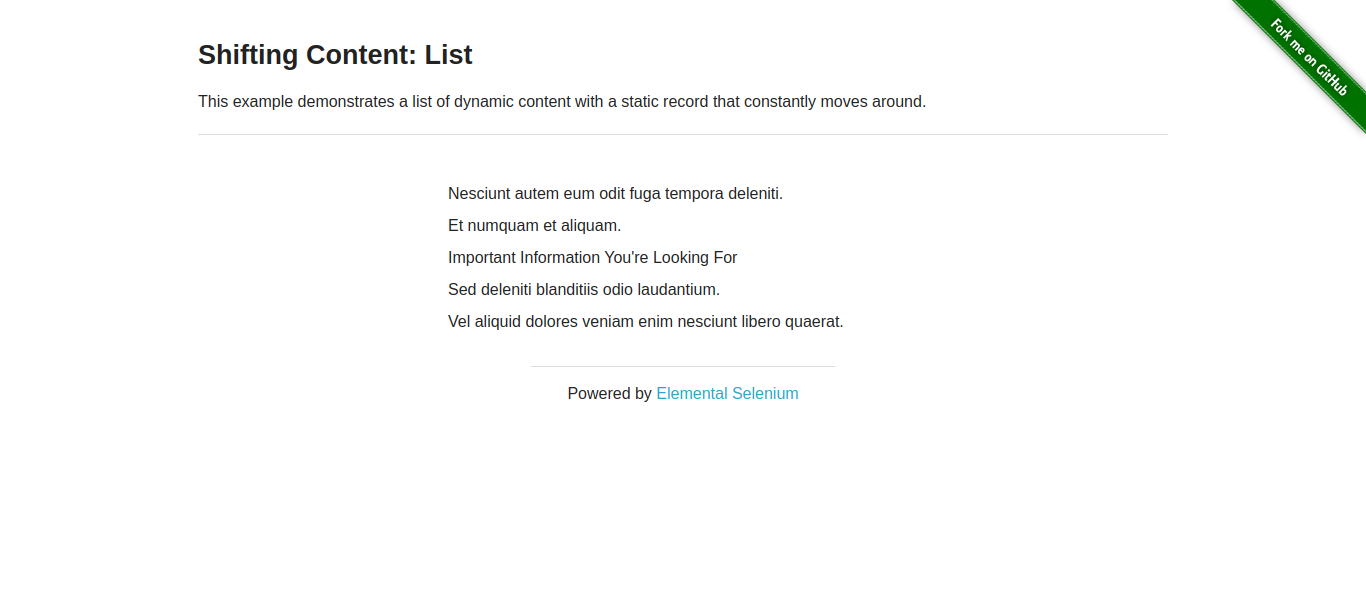 Fork me on GitHub
Shifting Content: List
This example demonstrates a list of dynamic content with a static record that constantly moves around.
Nesciunt autem eum odit fuga tempora deleniti.
Et numquam et aliquam.
Important Information You're Looking For
Sed deleniti blanditiis odio laudantium.
Vel aliquid dolores veniam enim nesciunt libero quaerat.
Powered by Elemental Selenium